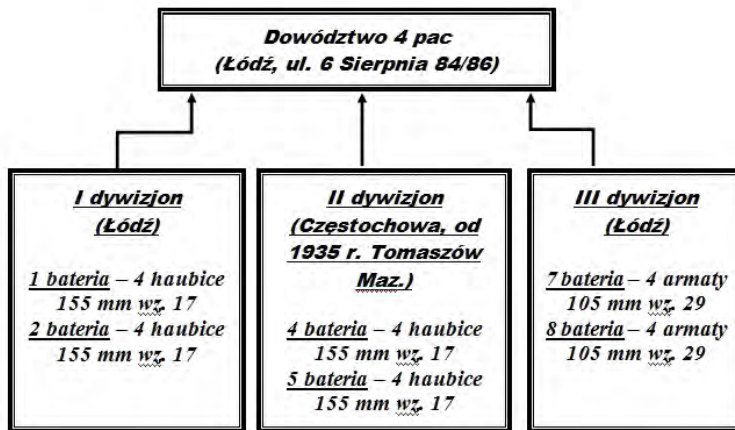 Dowództwo 4 pac
(Łódź, ul. 6 Sierpnia 84/86)
I dywizjon
(Łódź)
1 bateria – 4 haubice
155 mm wz. 17
2 bateria – 4 haubice
155 mm wz. 17
II dywizjon
(Częstochowa, od
1935 r. Tomaszów
Maz.)
4 bateria – 4 haubice
155 mm wz. 17
5 bateria – 4 haubice
155 mm wz. 17
III dywizjon
(Łódź)
7 bateria – 4 armaty
105 mm wz. 29
8 bateria – 4 armaty
105 mm wz. 29